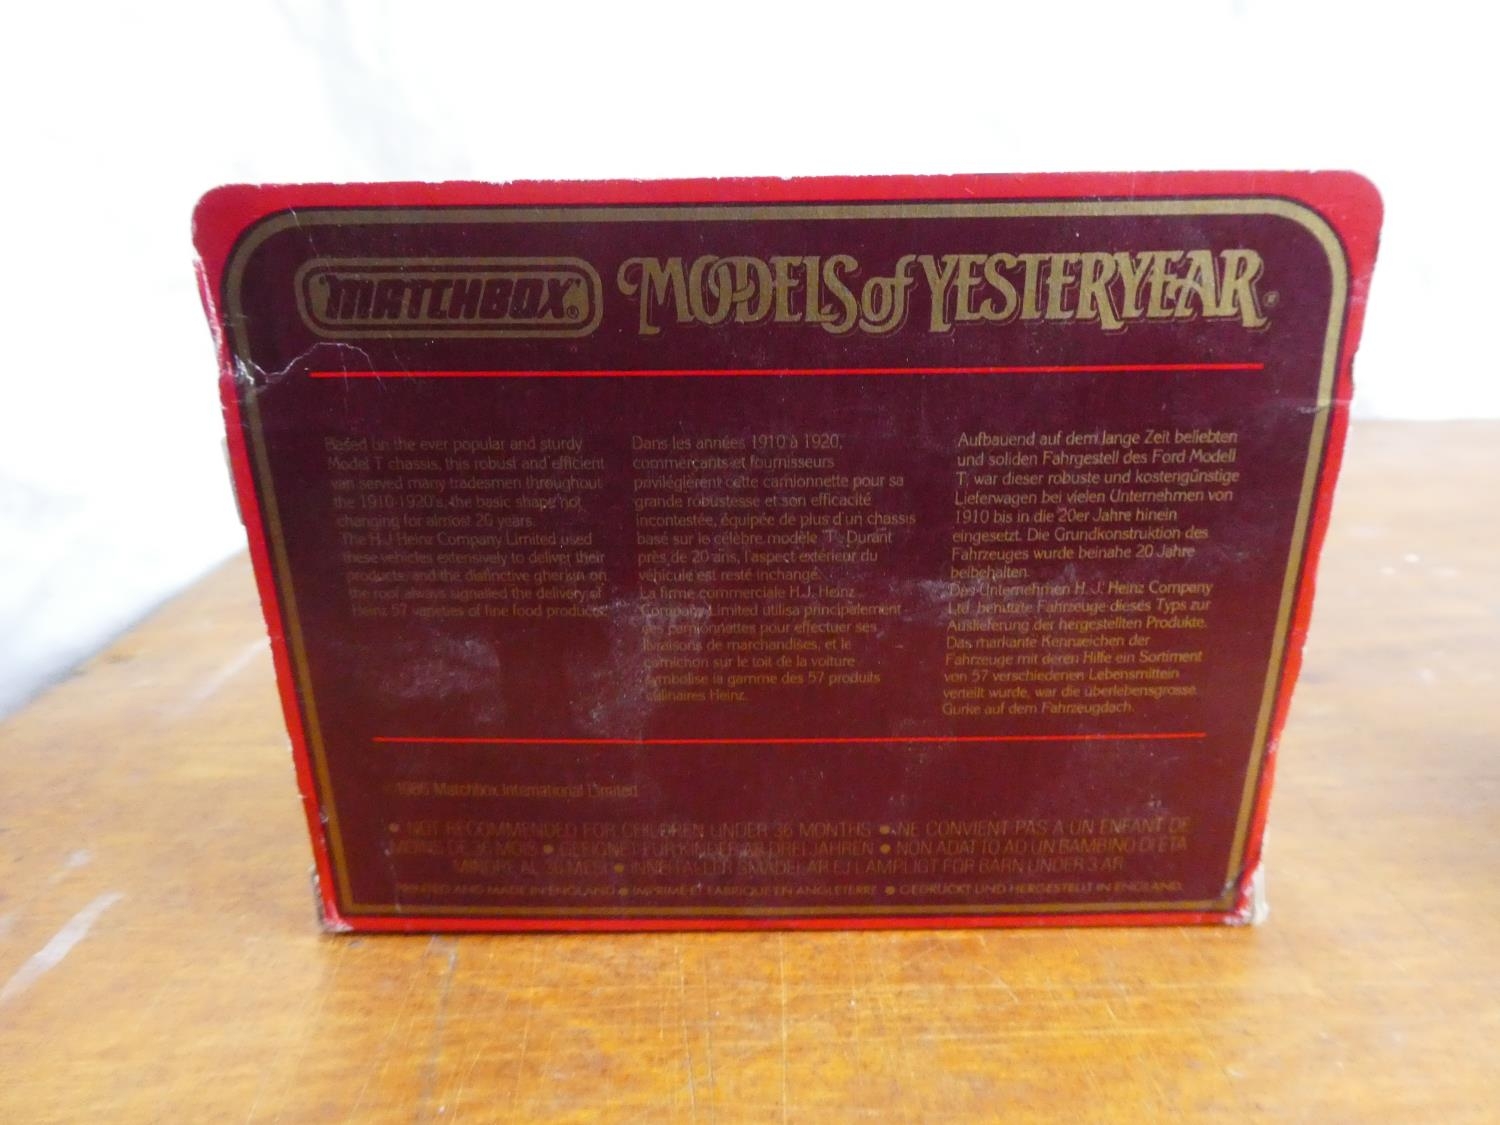 MATCHBOX® MODELS of YESTERYEAR®
Based on the ever popular and sturdy
Model T chassis, this robust and efficient
van served many tradesmen throughout
the 1910-1920's, the basic shape not
changing for almost 20 years.
The H.J Heinz Company Limited used
these vehicles extensively to deliver their
products, and the distinctive gherkin on
the roof always signalled the delivery of
Heinz 57 varieties of fine food products.
Dans les années 1910 à 1920,
commerçants et fournisseurs
privilégièrent cette camionnette pour sa
grande robustesse et son efficacité
incontestée, équipée de plus d'un chassis
basé sur le célèbre modèle "T". Durant
près de 20 ans, l'aspect extérieur du
véhicule est resté inchangé.
La firme commerciale H.J. Heinz
Company Limited utilisa principalement
ces camionnettes pour effectuer ses
livraisons de marchandises, et le
cornichon sur le toit de la voiture
symbolise la gamme des 57 produits
culinaires Heinz.
Aufbauend auf dem lange Zeit beliebten
und soliden Fahrgestell des Ford Modell
T, war dieser robuste und kostengünstige
Lieferwagen bei vielen Unternehmen von
1910 bis in die 20er Jahre hinein
eingesetzt. Die Grundkonstruktion des
Fahrzeuges wurde beinahe 20 Jahre
beibehalten.
Das Unternehmen H. J. Heinz Company
Ltd. benutzte Fahrzeuge dieses Typs zur
Auslieferung der hergestellten Produkte.
Das markante Kennzeichen der
Fahrzeuge mit deren Hilfe ein Sortiment
von 57 verschiedenen Lebensmitteln
verteilt wurde, war die überlebensgrosse
Gurke auf dem Fahrzeugdach.
© 1986 Matchbox International Limited
• NOT RECOMMENDED FOR CHILDREN UNDER 36 MONTHS • NE CONVIENT PAS A UN ENFANT DE
MOINS DE 36 MOIS • GEEIGNET FÜR KINDER AB DREI JAHREN • NON ADATTO AD UN BAMBINO DI ETA
MINORE AL 36 MESI • INNEHALLER SMADELAR EJ LAMPLIGT FOR BARN UNDER 3 AR
PRINTED AND MADE IN ENGLAND • IMPRIME ET FABRIQUE EN ANGLETERRE • GEDRUCKT UND HERGESTELLT IN ENGLAND.